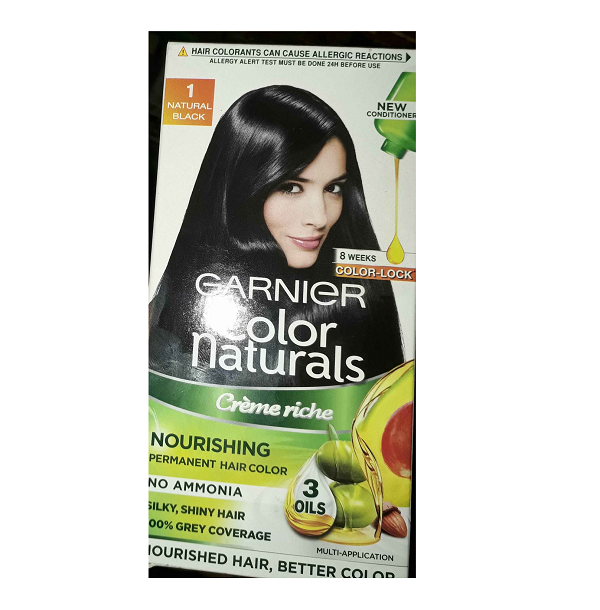 HAIR COLORANTS CAN CAUSE ALLERGIC REACTIONS
ALLERGY ALERT TEST MUST BE DONE 24H BEFORE USE
1
NATURAL
BLACK
NEW
CONDITIONER
8 WEEKS
COLOR-LOCK
GARNIER
Color
Naturals
Crème riche
NOURISHING
PERMANENT HAIR COLOR
NO AMMONIA
SILKY, SHINY HAIR
100% GREY COVERAGE
3
OILS
MULTI-APPLICATION
NOURISHED HAIR, BETTER COLOR